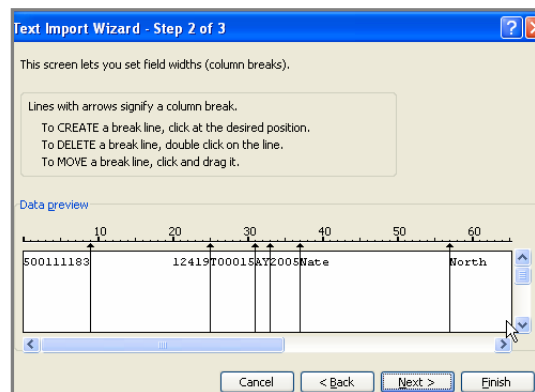 Text Import Wizard - Step 2 of 3
This screen lets you set field widths (column breaks).
Lines with arrows signify a column break.
To CREATE a break line, click at the desired position.
To DELETE a break line, double click on the line.
To MOVE a break line, click and drag it.
Data preview
10 20 30 40 50 60
500111183 12419T00015AY2005Nate North
Cancel < Back Next > Finish